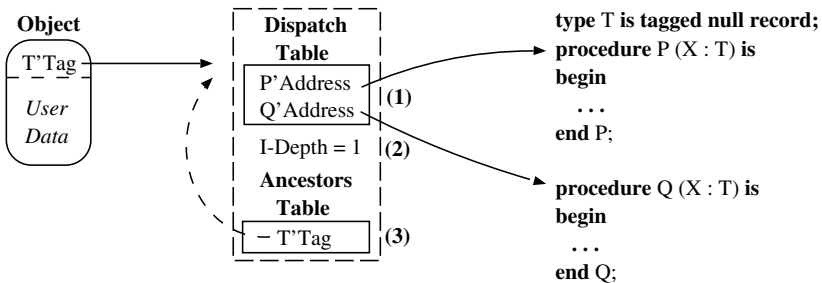 Object
T'Tag
User
Data
Dispatch
Table
P'Address
Q'Address
(1)
I-Depth = 1
(2)
Ancestors
Table
– T'Tag
(3)
type T is tagged null record;
procedure P (X : T) is
begin
...
end P;
procedure Q (X : T) is
begin
...
end Q;